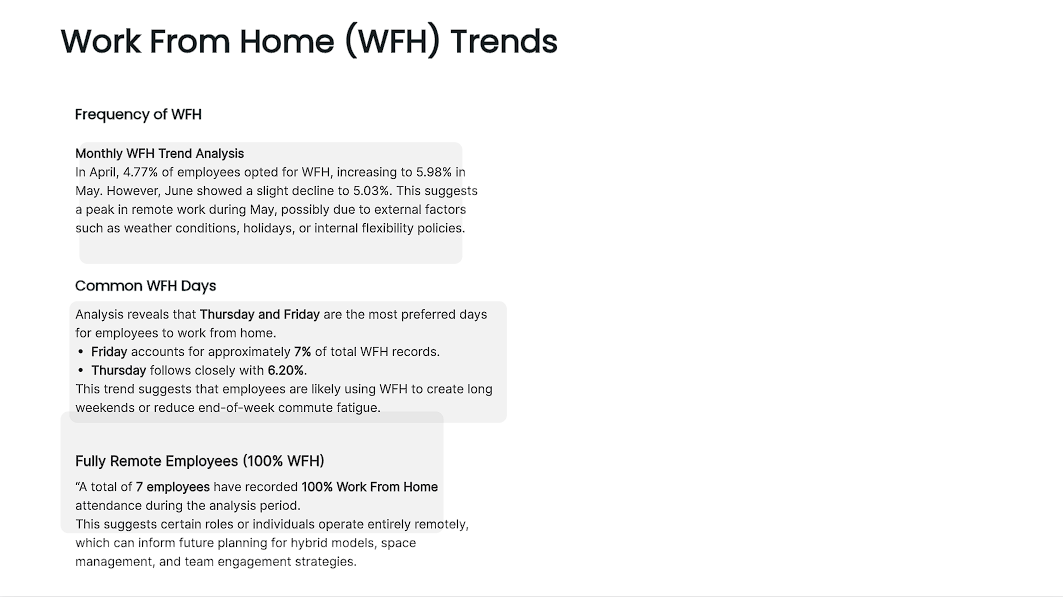 Work From Home (WFH) Trends
Frequency of WFH
Monthly WFH Trend Analysis
In April, 4.77% of employees opted for WFH, increasing to 5.98% in
May. However, June showed a slight decline to 5.03%. This suggests
a peak in remote work during May, possibly due to external factors
such as weather conditions, holidays, or internal flexibility policies.
Common WFH Days
Analysis reveals that Thursday and Friday are the most preferred days
for employees to work from home.
• Friday accounts for approximately 7% of total WFH records.
• Thursday follows closely with 6.20%.
This trend suggests that employees are likely using WFH to create long
weekends or reduce end-of-week commute fatigue.
Fully Remote Employees (100% WFH)
“A total of 7 employees have recorded 100% Work From Home
attendance during the analysis period.
This suggests certain roles or individuals operate entirely remotely,
which can inform future planning for hybrid models, space
management, and team engagement strategies.